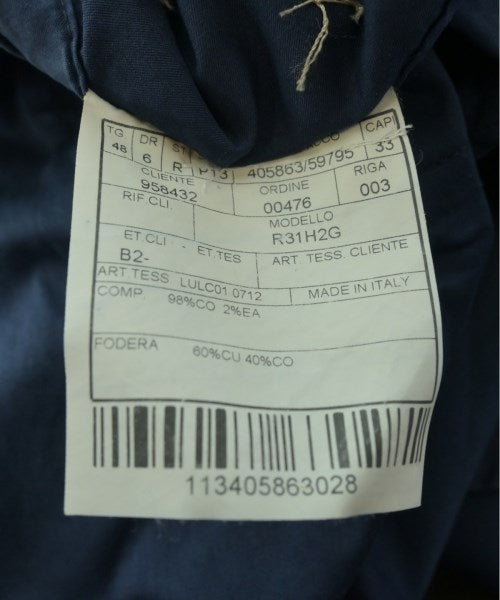 TG DR ST CAPI
48 6 R PT3 405863/59795 33
CLIENTE ORDINE RIGA
958432 00476 003
RIF.CLI MODELLO
R31H2G
ET.CLI ET.TES ART. TESS. CLIENTE
B2-
ART TESS LULC01 0712 MADE IN ITALY
COMP 98%CO 2%EA
FODERA 60%CU 40%CO
113405863028